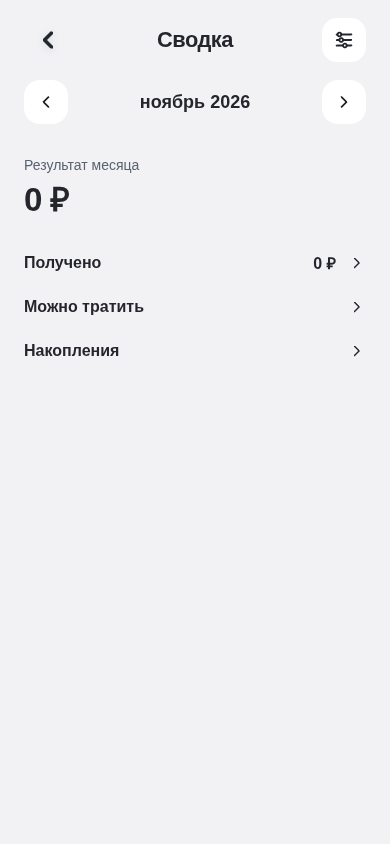 Сводка
ноябрь 2026
Результат месяца
0 ₽
Получено 0 ₽
Можно тратить
Накопления